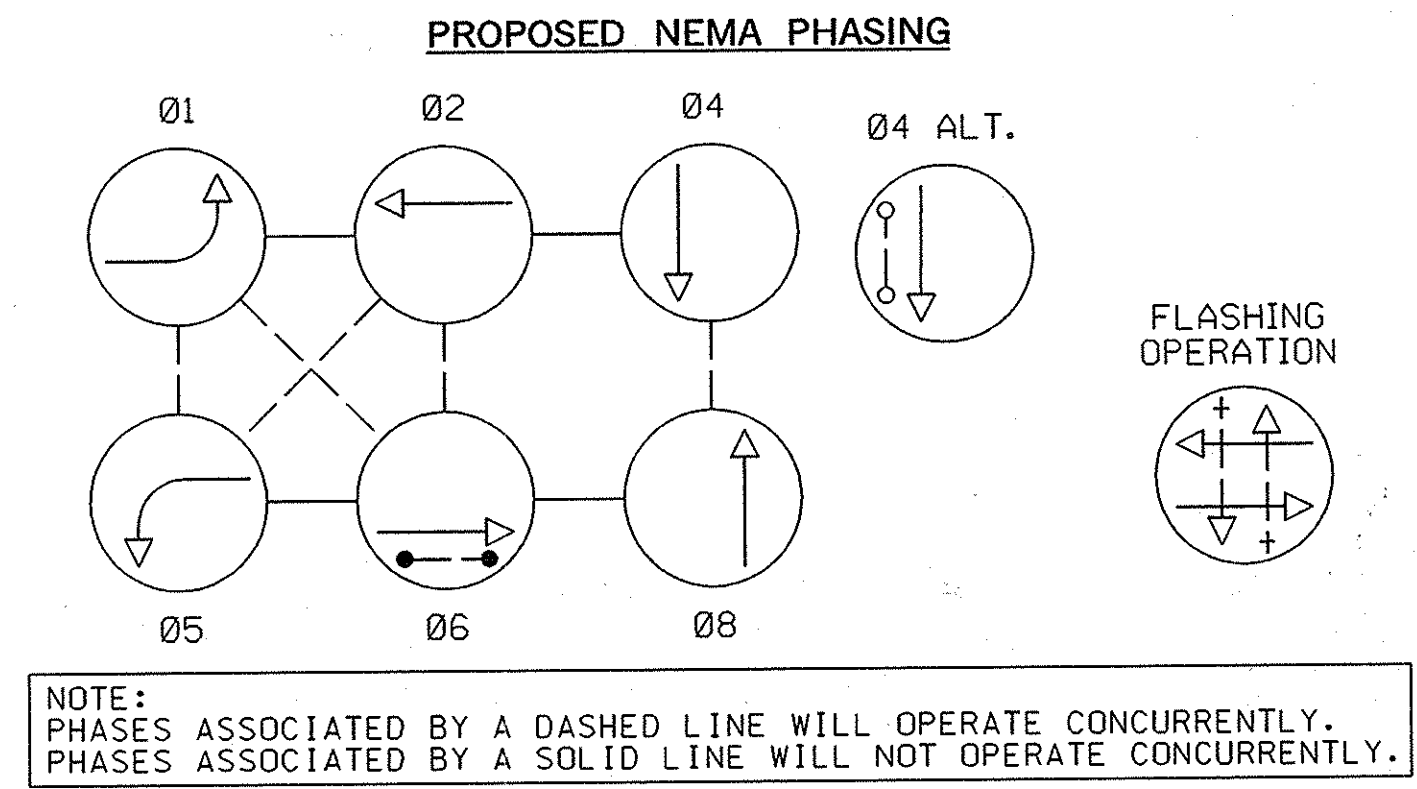 PROPOSED NEMA PHASING
Ø1
Ø2
Ø4
Ø4 ALT.
FLASHING
OPERATION
Ø5
Ø6
Ø8
NOTE:
PHASES ASSOCIATED BY A DASHED LINE WILL OPERATE CONCURRENTLY.
PHASES ASSOCIATED BY A SOLID LINE WILL NOT OPERATE CONCURRENTLY.